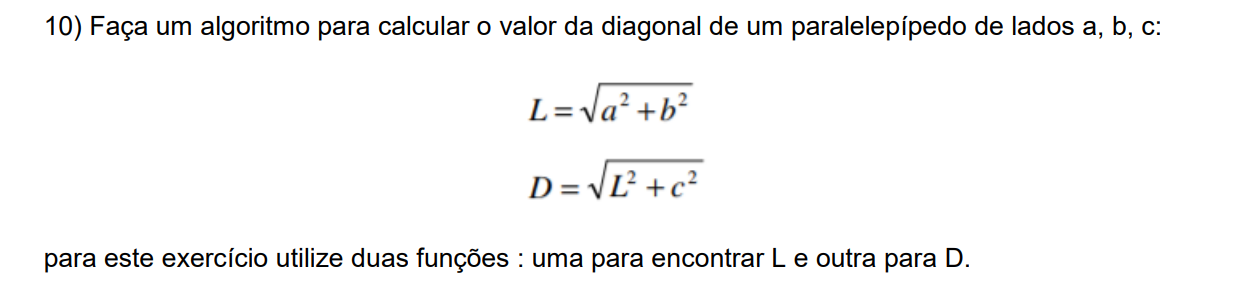 10) Faça um algoritmo para calcular o valor da diagonal de um paralelepípedo de lados a, b, c:
L = √a² + b²
D = √L² + c²
para este exercício utilize duas funções : uma para encontrar L e outra para D.